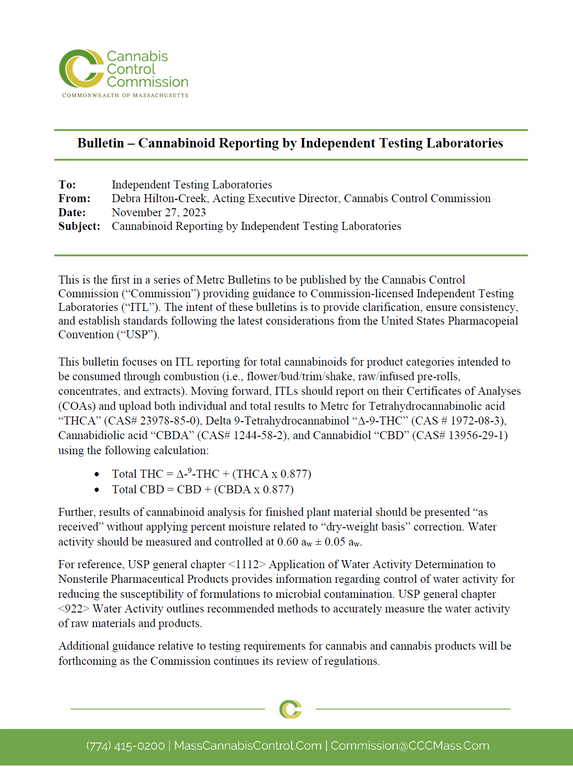 Cannabis
Control
Commission
COMMONWEALTH OF MASSACHUSETTS
Bulletin – Cannabinoid Reporting by Independent Testing Laboratories
To: Independent Testing Laboratories
From: Debra Hilton-Creek, Acting Executive Director, Cannabis Control Commission
Date: November 27, 2023
Subject: Cannabinoid Reporting by Independent Testing Laboratories
This is the first in a series of Metrc Bulletins to be published by the Cannabis Control
Commission (“Commission”) providing guidance to Commission-licensed Independent Testing
Laboratories (“ITL”). The intent of these bulletins is to provide clarification, ensure consistency,
and establish standards following the latest considerations from the United States Pharmacopeial
Convention (“USP”).
This bulletin focuses on ITL reporting for total cannabinoids for product categories intended to
be consumed through combustion (i.e., flower/bud/trim/shake, raw/infused pre-rolls,
concentrates, and extracts). Moving forward, ITLs should report on their Certificates of Analyses
(COAs) and upload both individual and total results to Metrc for Tetrahydrocannabinolic acid
“THCA” (CAS# 23978-85-0), Delta 9-Tetrahydrocannabinol “Δ-9-THC” (CAS # 1972-08-3),
Cannabidiolic acid “CBDA” (CAS# 1244-58-2), and Cannabidiol “CBD” (CAS# 13956-29-1)
using the following calculation:
• Total THC = Δ-⁹-THC + (THCA x 0.877)
• Total CBD = CBD + (CBDA x 0.877)
Further, results of cannabinoid analysis for finished plant material should be presented “as
received” without applying percent moisture related to “dry-weight basis” correction. Water
activity should be measured and controlled at 0.60 aw ± 0.05 aw.
For reference, USP general chapter <1112> Application of Water Activity Determination to
Nonsterile Pharmaceutical Products provides information regarding control of water activity for
reducing the susceptibility of formulations to microbial contamination. USP general chapter
<922> Water Activity outlines recommended methods to accurately measure the water activity
of raw materials and products.
Additional guidance relative to testing requirements for cannabis and cannabis products will be
forthcoming as the Commission continues its review of regulations.
(774) 415-0200 | MassCannabisControl.Com | Commission@CCCMass.Com